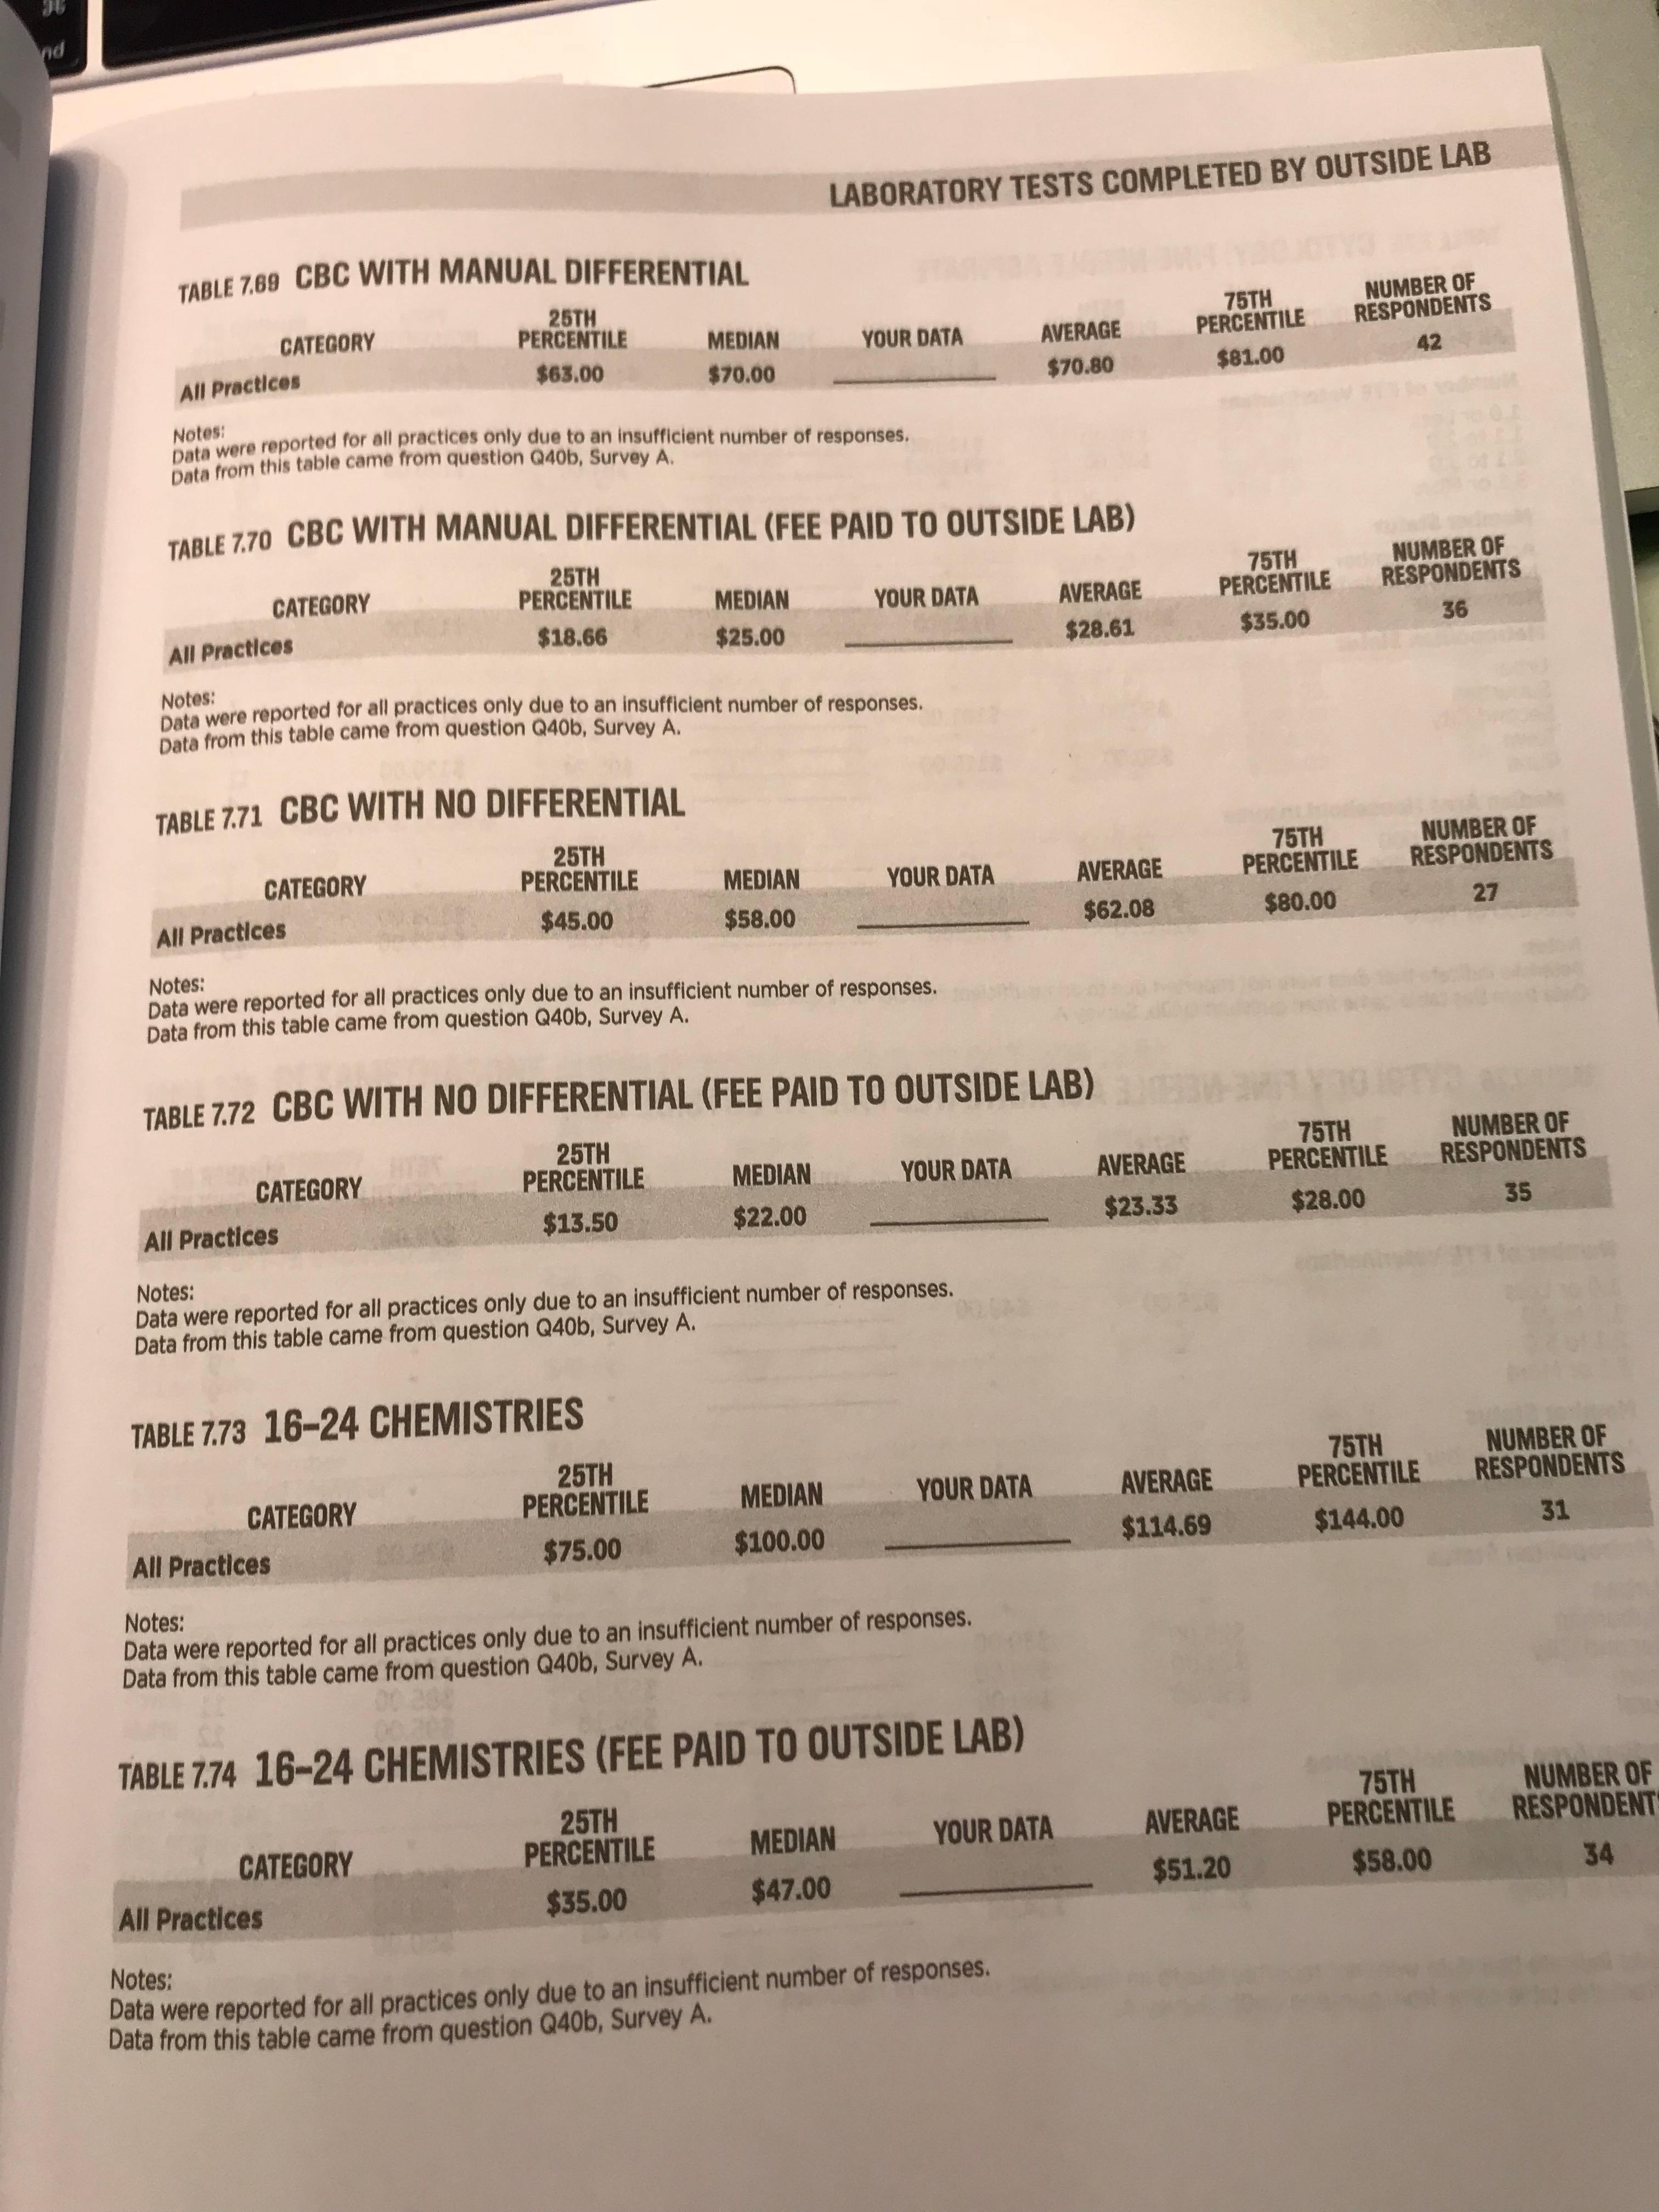 nd
LABORATORY TESTS COMPLETED BY OUTSIDE LAB
TABLE 7.69 CBC WITH MANUAL DIFFERENTIAL
CATEGORY 25TH PERCENTILE MEDIAN YOUR DATA AVERAGE 75TH PERCENTILE NUMBER OF RESPONDENTS
All Practices $63.00 $70.00 $70.80 $81.00 42
Notes:
Data were reported for all practices only due to an insufficient number of responses.
Data from this table came from question Q40b, Survey A.
TABLE 7.70 CBC WITH MANUAL DIFFERENTIAL (FEE PAID TO OUTSIDE LAB)
CATEGORY 25TH PERCENTILE MEDIAN YOUR DATA AVERAGE 75TH PERCENTILE NUMBER OF RESPONDENTS
All Practices $18.66 $25.00 $28.61 $35.00 36
Notes:
Data were reported for all practices only due to an insufficient number of responses.
Data from this table came from question Q40b, Survey A.
TABLE 7.71 CBC WITH NO DIFFERENTIAL
CATEGORY 25TH PERCENTILE MEDIAN YOUR DATA AVERAGE 75TH PERCENTILE NUMBER OF RESPONDENTS
All Practices $45.00 $58.00 $62.08 $80.00 27
Notes:
Data were reported for all practices only due to an insufficient number of responses.
Data from this table came from question Q40b, Survey A.
TABLE 7.72 CBC WITH NO DIFFERENTIAL (FEE PAID TO OUTSIDE LAB)
CATEGORY 25TH PERCENTILE MEDIAN YOUR DATA AVERAGE 75TH PERCENTILE NUMBER OF RESPONDENTS
All Practices $13.50 $22.00 $23.33 $28.00 35
Notes:
Data were reported for all practices only due to an insufficient number of responses.
Data from this table came from question Q40b, Survey A.
TABLE 7.73 16–24 CHEMISTRIES
CATEGORY 25TH PERCENTILE MEDIAN YOUR DATA AVERAGE 75TH PERCENTILE NUMBER OF RESPONDENTS
All Practices $75.00 $100.00 $114.69 $144.00 31
Notes:
Data were reported for all practices only due to an insufficient number of responses.
Data from this table came from question Q40b, Survey A.
TABLE 7.74 16–24 CHEMISTRIES (FEE PAID TO OUTSIDE LAB)
CATEGORY 25TH PERCENTILE MEDIAN YOUR DATA AVERAGE 75TH PERCENTILE NUMBER OF RESPONDENT
All Practices $35.00 $47.00 $51.20 $58.00 34
Notes:
Data were reported for all practices only due to an insufficient number of responses.
Data from this table came from question Q40b, Survey A.